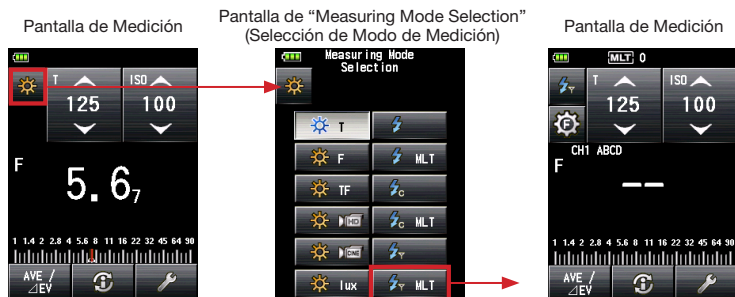 Pantalla de Medición
T
ISO
125
100
F
5.6₇
1 1.4 2 2.8 4 5.6 8 11 16 22 32 45 64 90
AVE /
⊿EV
Pantalla de “Measuring Mode Selection”
(Selección de Modo de Medición)
Measuring Mode
Selection
T
F
MLT
TF
C
HD
C MLT
CINE
Y
lux
Y MLT
Pantalla de Medición
MLT 0
Y
T
ISO
125
100
F
CH1 ABCD
F
--
1 1.4 2 2.8 4 5.6 8 11 16 22 32 45 64 90
AVE /
⊿EV